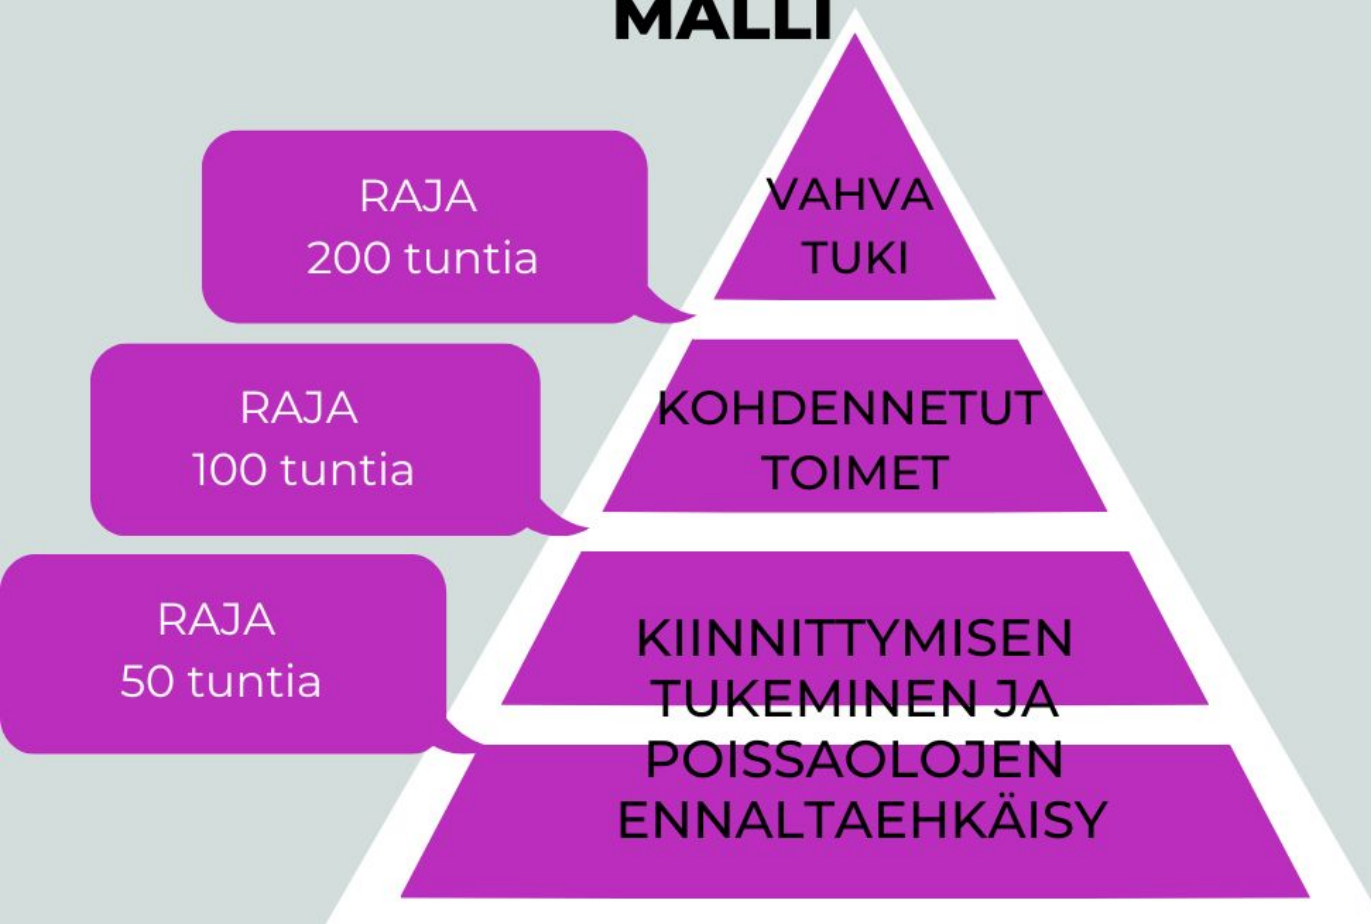 MALLI
RAJA
200 tuntia
VAHVA
TUKI
RAJA
100 tuntia
KOHDENNETUT
TOIMET
RAJA
50 tuntia
KIINNITTYMISEN
TUKEMINEN JA
POISSAOLOJEN
ENNALTAEHKÄISY